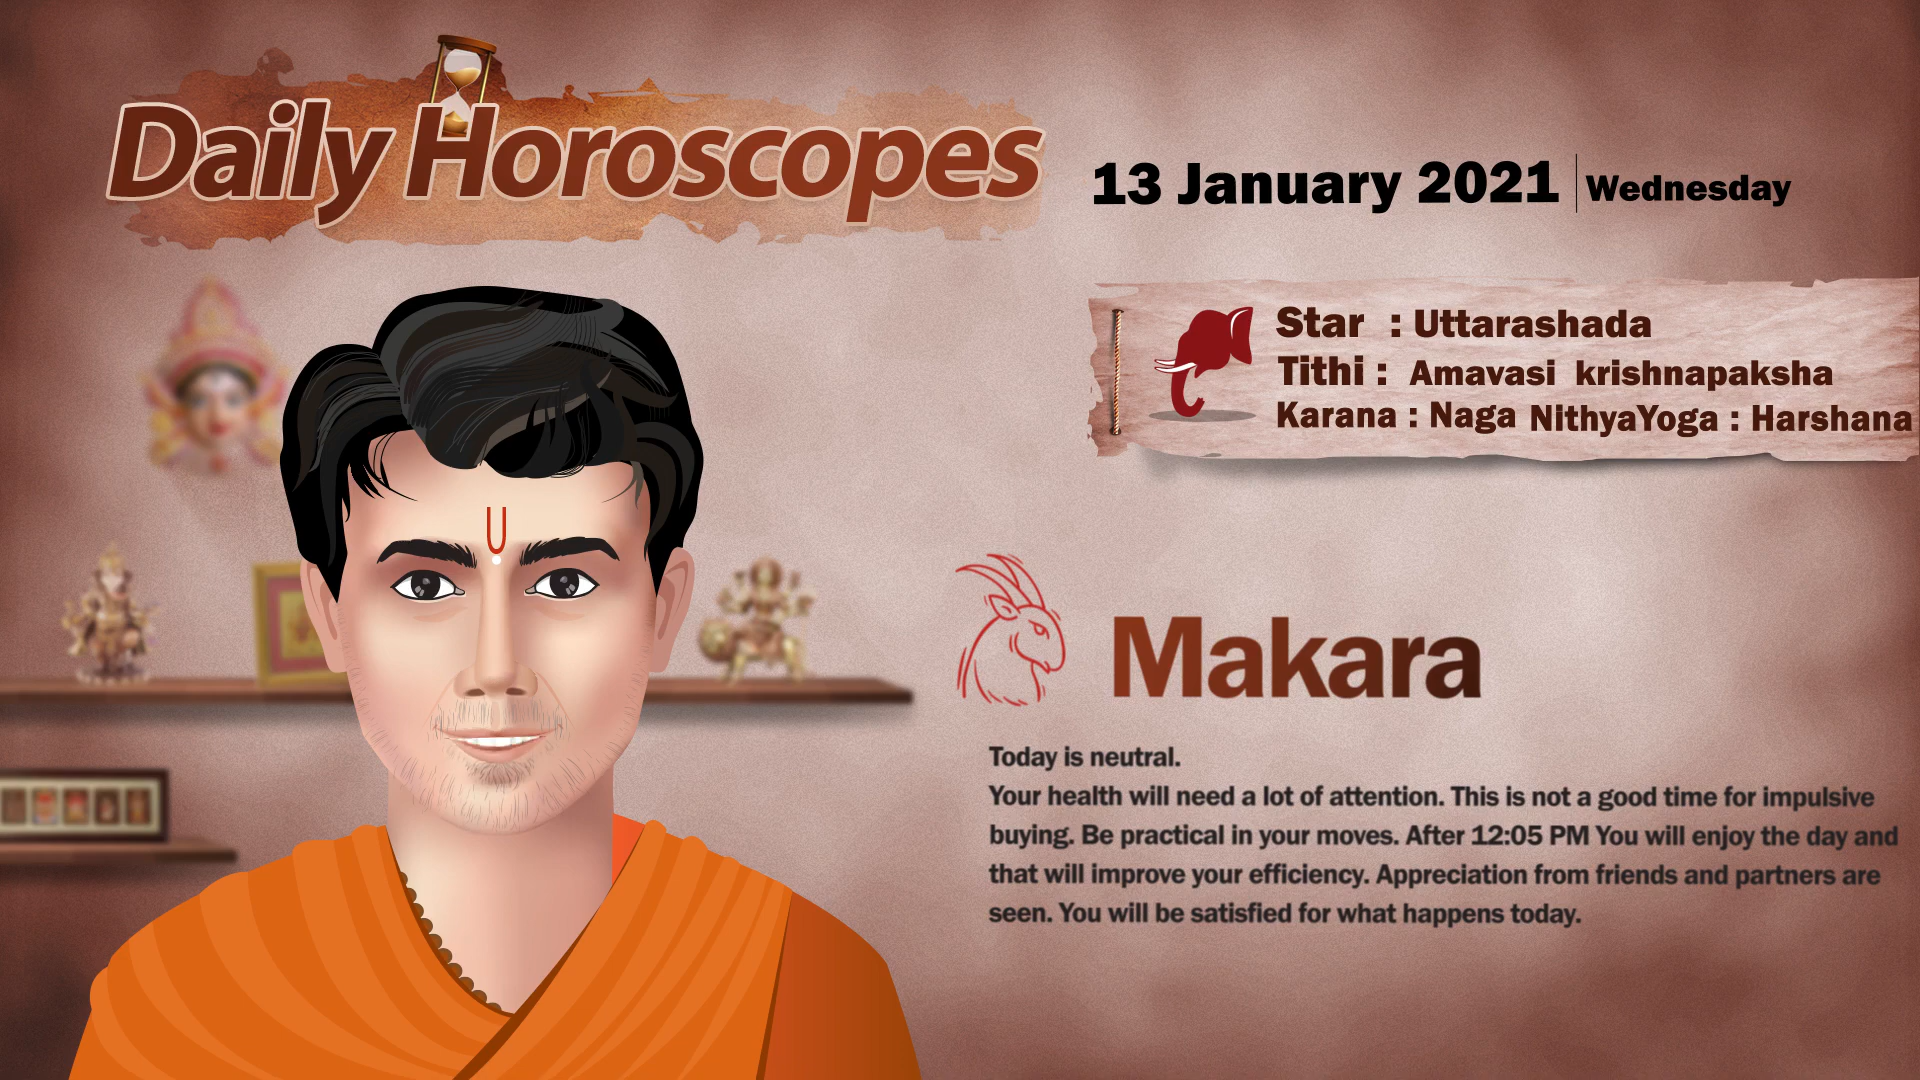 Daily Horoscopes
13 January 2021 Wednesday
Star : Uttarashada
Tithi : Amavasi krishnapaksha
Karana : Naga NithyaYoga : Harshana
Makara
Today is neutral.
Your health will need a lot of attention. This is not a good time for impulsive
buying. Be practical in your moves. After 12:05 PM You will enjoy the day and
that will improve your efficiency. Appreciation from friends and partners are
seen. You will be satisfied for what happens today.